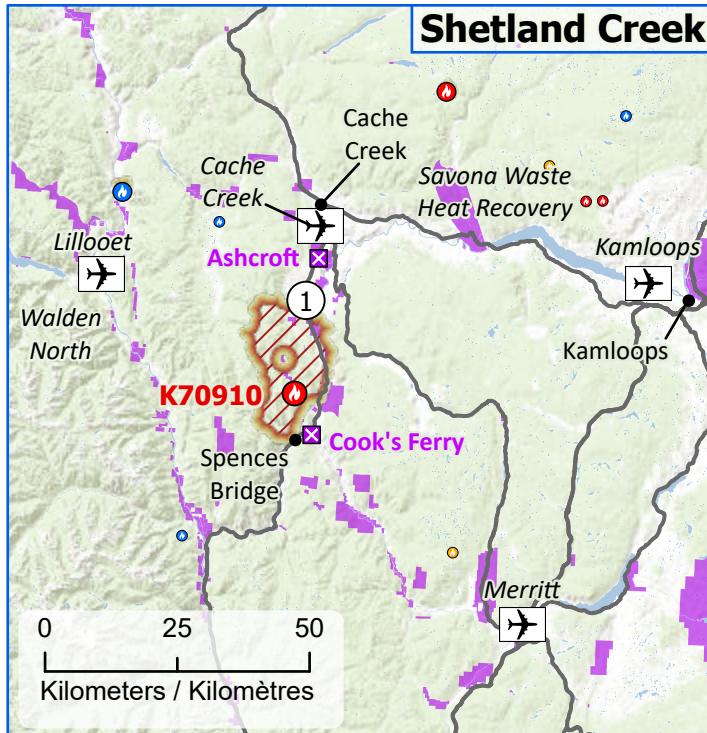 Shetland Creek
Cache
Creek
Cache
Creek
Savona Waste
Heat Recovery
Lillooet
Ashcroft
Kamloops
1
Walden
North
Kamloops
K70910
Cook's Ferry
Spences
Bridge
Merritt
0 25 50
Kilometers / Kilomètres